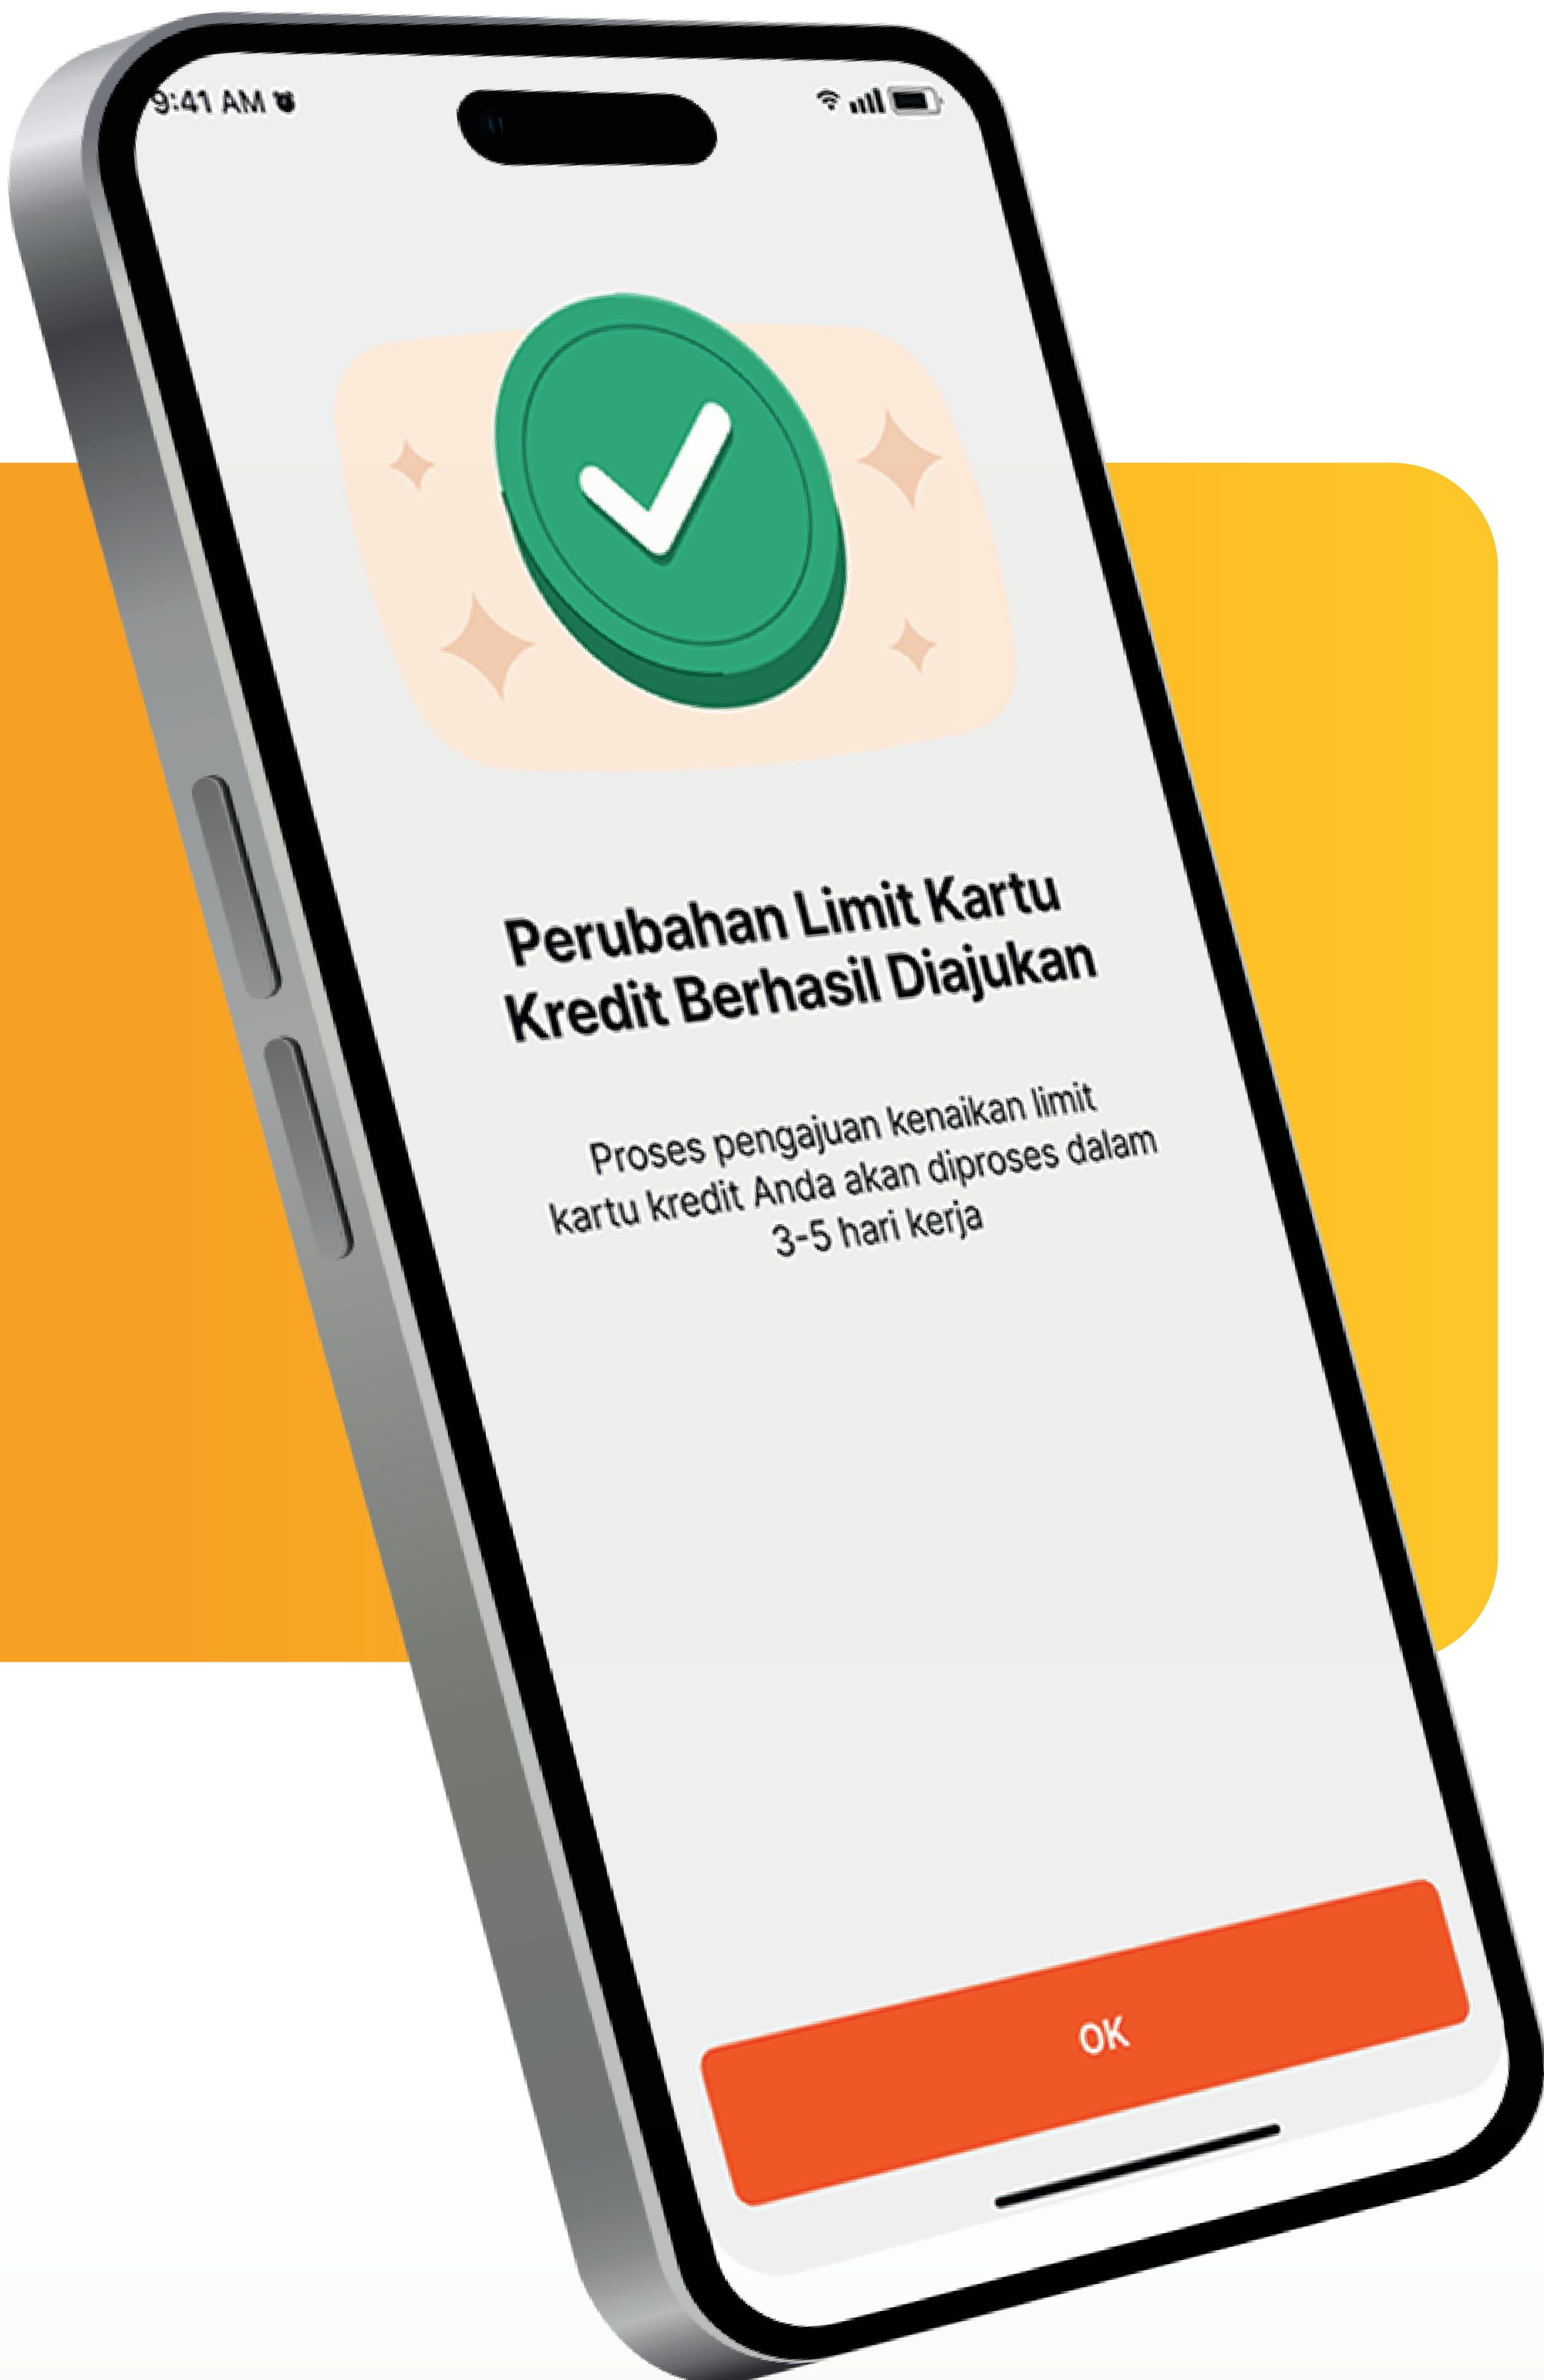 9:41 AM
Perubahan Limit Kartu
Kredit Berhasil Diajukan
Proses pengajuan kenaikan limit
kartu kredit Anda akan diproses dalam
3-5 hari kerja
OK